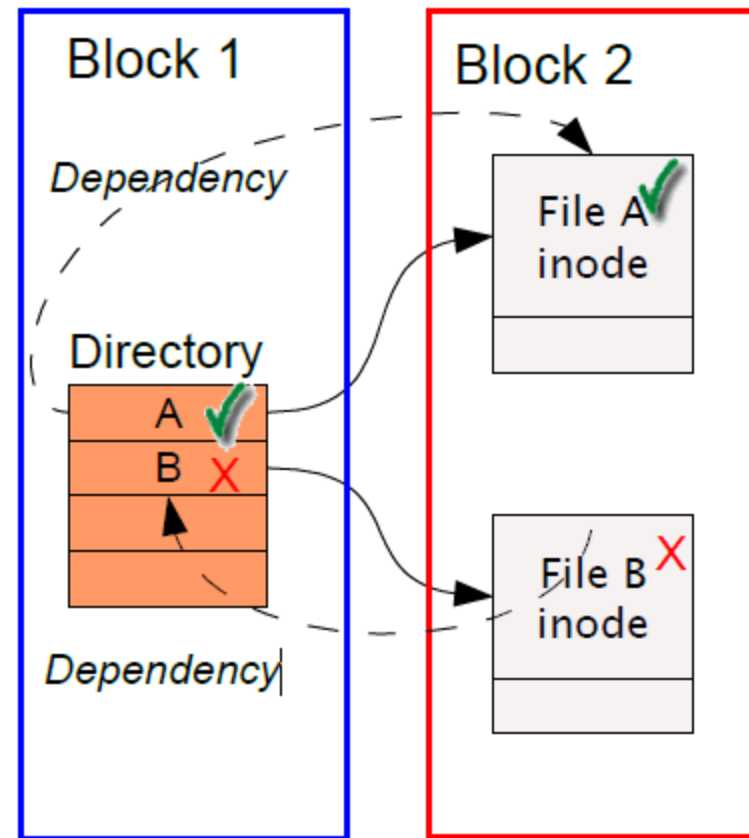 Block 1
Block 2
Dependency
File A
inode
Directory
A
B X
File B X
inode
Dependency